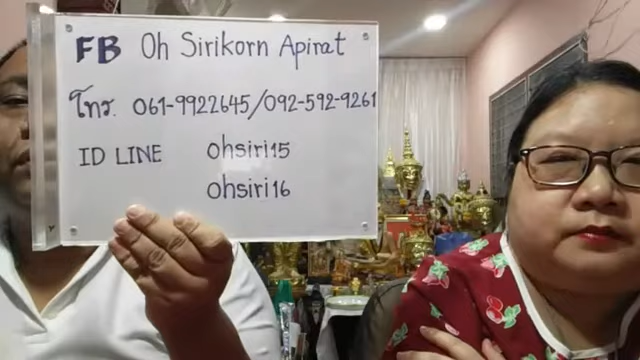 FB Oh Sirikorn Apirat
โทร. 061-9922645/092-592-9261
ID LINE ohsiri15
ohsiri16